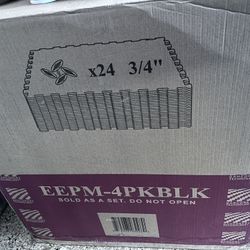 x24 3/4"
EEPM-4PKBLK
SOLD AS A SET. DO NOT OPEN